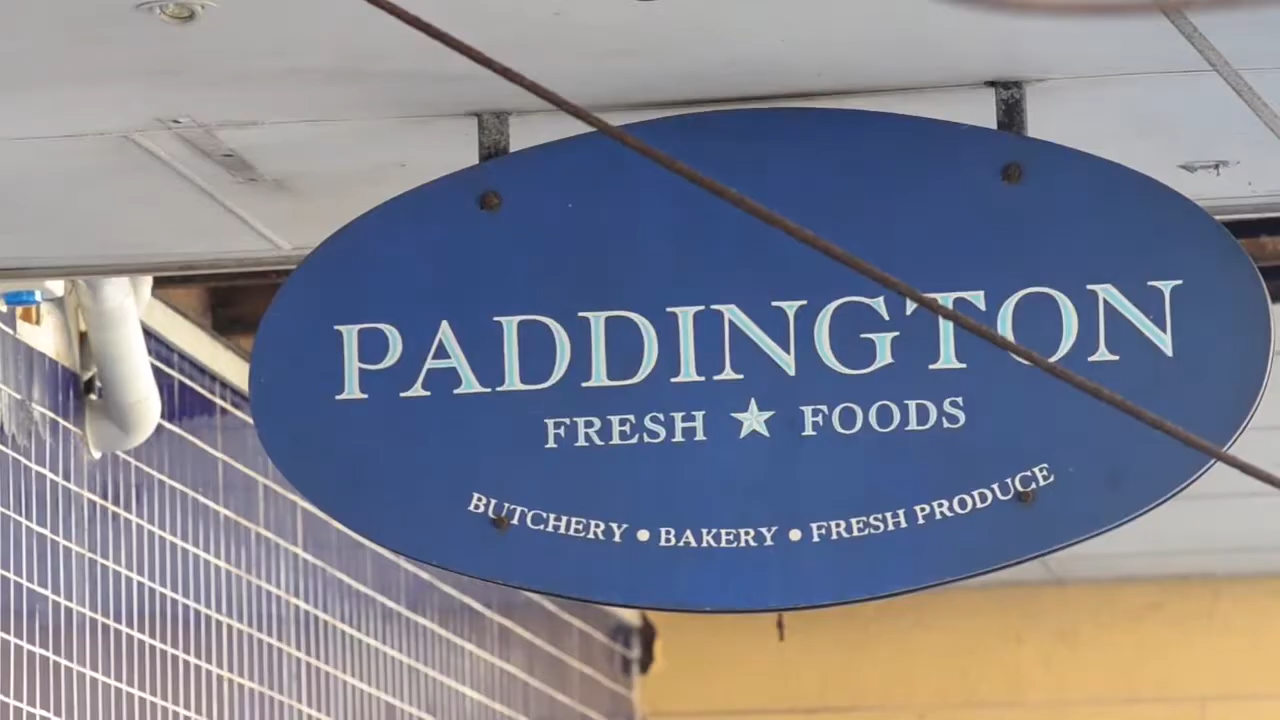 PADDINGTON
FRESH ★ FOODS
BUTCHERY • BAKERY • FRESH PRODUCE